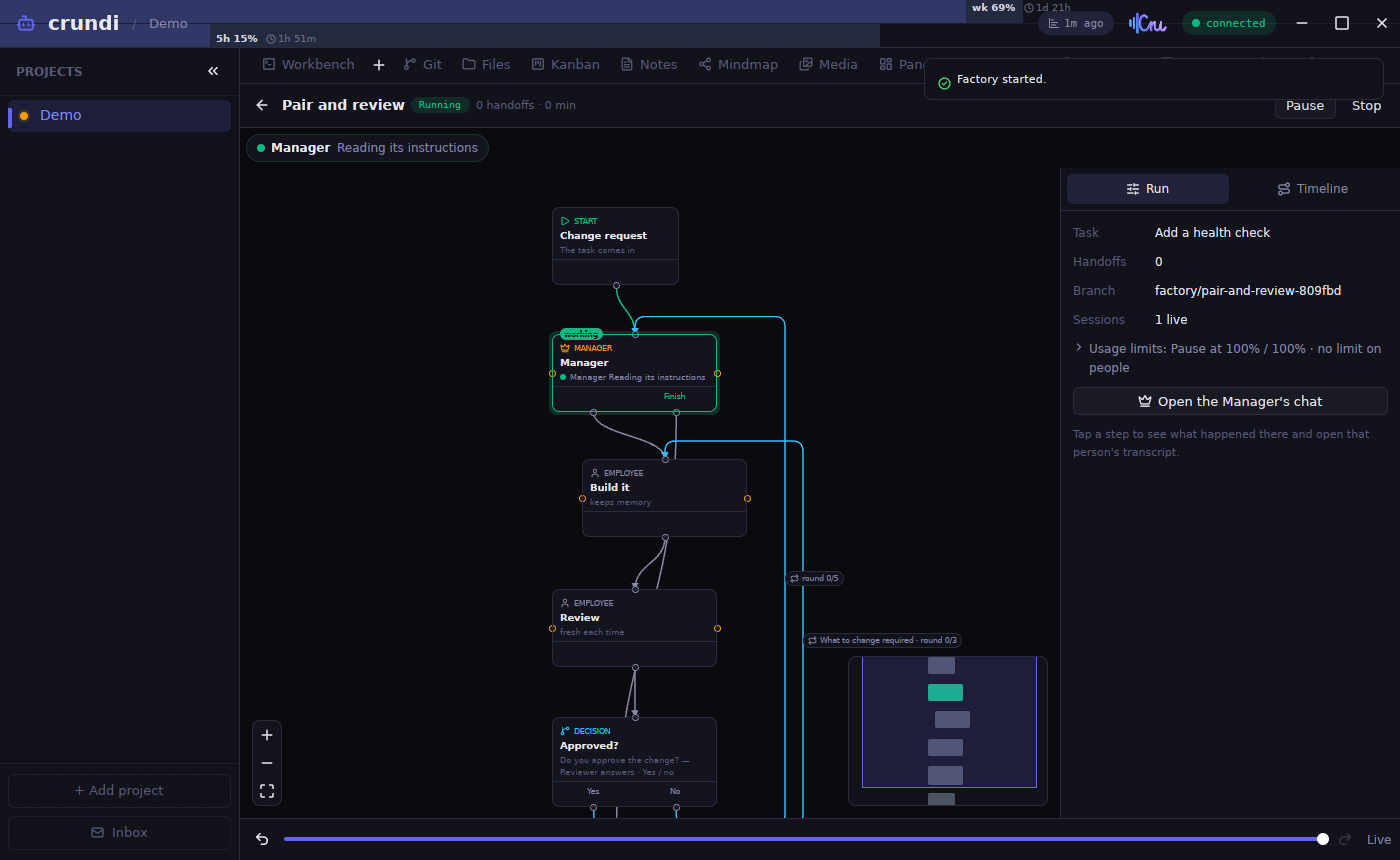 crundi / Demo
wk 69% 1d 21h
5h 15% 1h 51m
1m ago
Cru
connected
PROJECTS
Demo
+ Add project
Inbox
Workbench
Git
Files
Kanban
Notes
Mindmap
Media
Factory started.
Pair and review Running 0 handoffs · 0 min
Pause
Stop
Manager Reading its instructions
START
Change request
The task comes in
working
MANAGER
Manager
Manager Reading its instructions
Finish
EMPLOYEE
Build it
keeps memory
round 0/5
EMPLOYEE
Review
fresh each time
What to change required · round 0/3
DECISION
Approved?
Do you approve the change? —
Reviewer answers · Yes / no
Yes No
Run
Timeline
Task Add a health check
Handoffs 0
Branch factory/pair-and-review-809fbd
Sessions 1 live
Usage limits: Pause at 100% / 100% · no limit on
people
Open the Manager's chat
Tap a step to see what happened there and open that
person's transcript.
Live